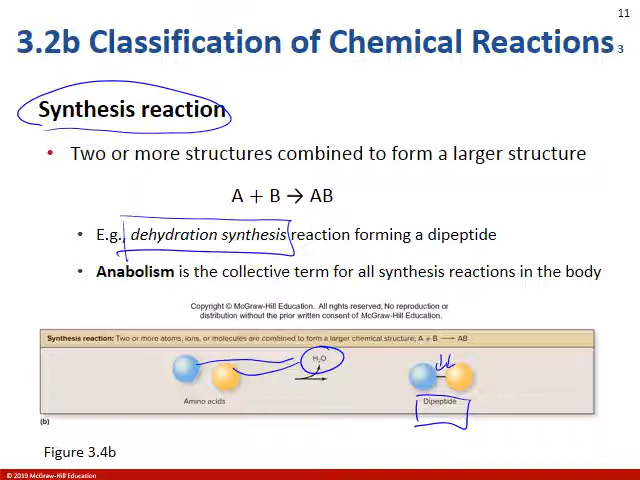 11
3.2b Classification of Chemical Reactions 3
Synthesis reaction
• Two or more structures combined to form a larger structure
A + B → AB
• E.g., dehydration synthesis reaction forming a dipeptide
• Anabolism is the collective term for all synthesis reactions in the body
Copyright © McGraw-Hill Education. All rights reserved. No reproduction or
distribution without the prior written consent of McGraw-Hill Education.
Synthesis reaction: Two or more atoms, ions, or molecules are combined to form a larger chemical structure; A + B → AB
H₂O
Amino acids
Dipeptide
(b)
Figure 3.4b
© 2019 McGraw-Hill Education